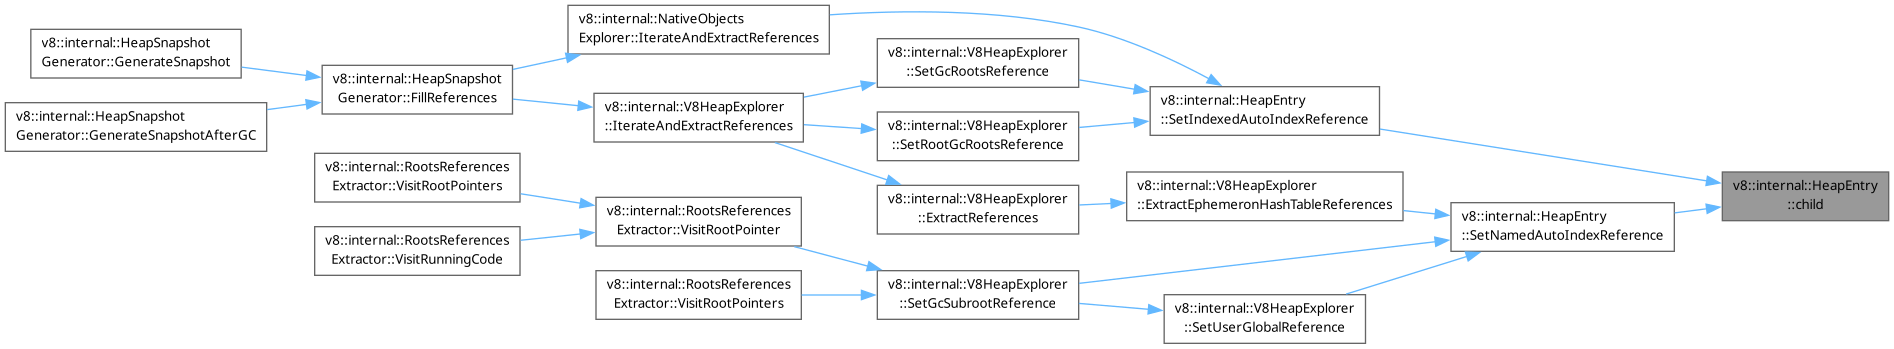 v8::internal::HeapSnapshot
Generator::GenerateSnapshot
v8::internal::HeapSnapshot
Generator::GenerateSnapshotAfterGC
v8::internal::HeapSnapshot
Generator::FillReferences
v8::internal::RootsReferences
Extractor::VisitRootPointers
v8::internal::RootsReferences
Extractor::VisitRunningCode
v8::internal::NativeObjects
Explorer::IterateAndExtractReferences
v8::internal::V8HeapExplorer
::IterateAndExtractReferences
v8::internal::RootsReferences
Extractor::VisitRootPointer
v8::internal::RootsReferences
Extractor::VisitRootPointers
v8::internal::V8HeapExplorer
::SetGcRootsReference
v8::internal::V8HeapExplorer
::SetRootGcRootsReference
v8::internal::V8HeapExplorer
::ExtractReferences
v8::internal::V8HeapExplorer
::SetGcSubrootReference
v8::internal::HeapEntry
::SetIndexedAutoIndexReference
v8::internal::V8HeapExplorer
::ExtractEphemeronHashTableReferences
v8::internal::V8HeapExplorer
::SetUserGlobalReference
v8::internal::HeapEntry
::SetNamedAutoIndexReference
v8::internal::HeapEntry
::child